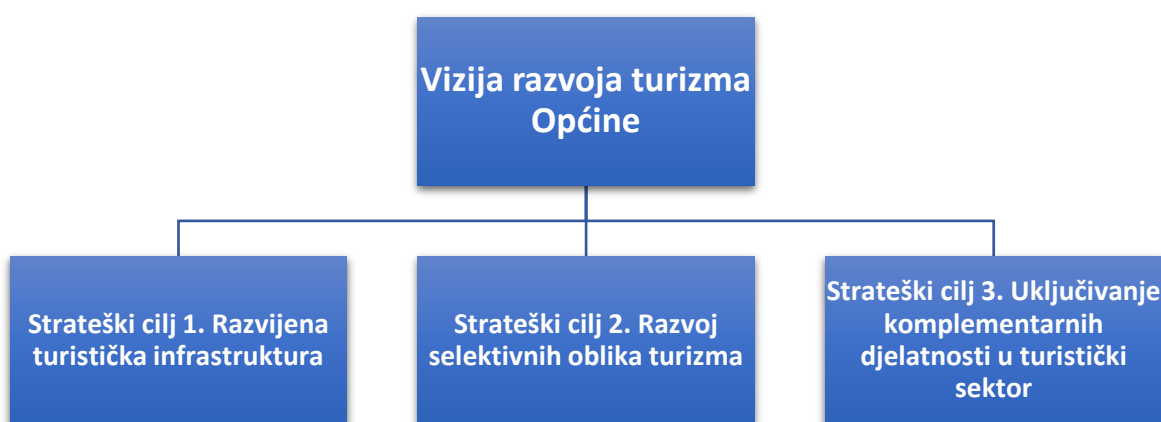 Vizija razvoja turizma
Općine
Strateški cilj 1. Razvijena
turistička infrastruktura
Strateški cilj 2. Razvoj
selektivnih oblika turizma
Strateški cilj 3. Uključivanje
komplementarnih
djelatnosti u turistički
sektor